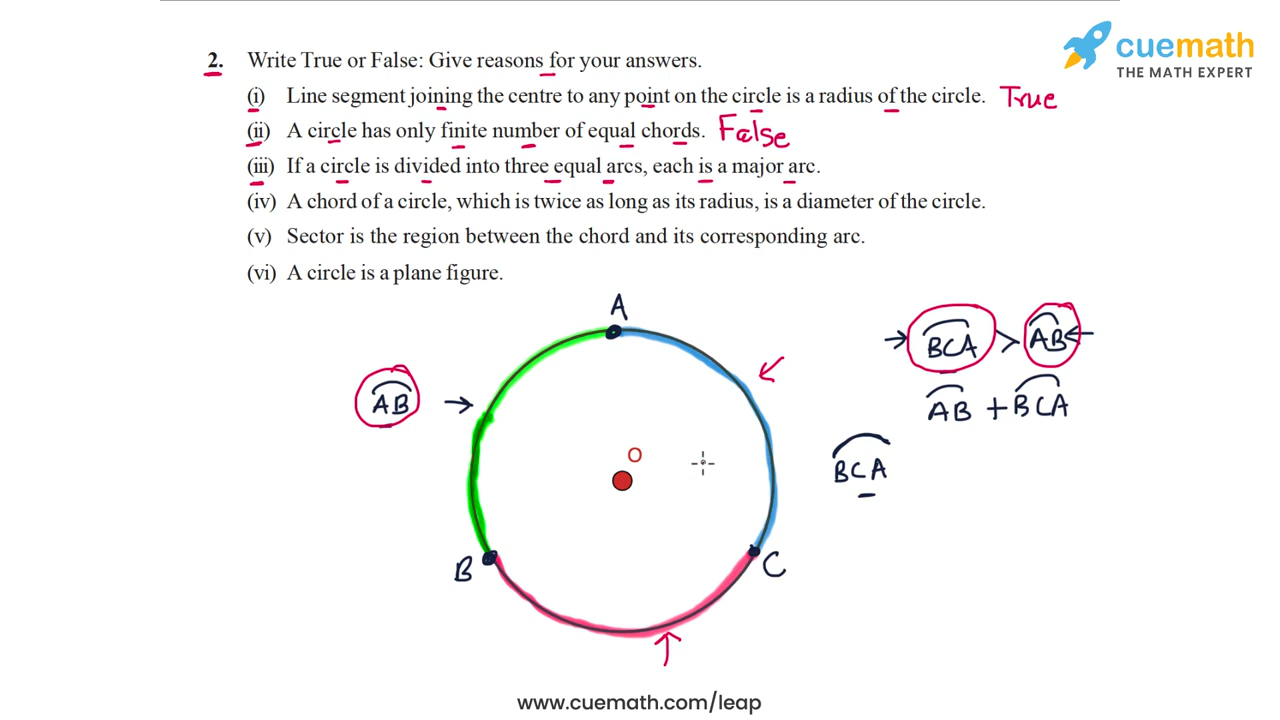 cuemath
THE MATH EXPERT
2. Write True or False: Give reasons for your answers.
(i) Line segment joining the centre to any point on the circle is a radius of the circle. True
(ii) A circle has only finite number of equal chords. False
(iii) If a circle is divided into three equal arcs, each is a major arc.
(iv) A chord of a circle, which is twice as long as its radius, is a diameter of the circle.
(v) Sector is the region between the chord and its corresponding arc.
(vi) A circle is a plane figure.
A
BCA > AB
AB
AB + BCA
O
BCA
B
C
www.cuemath.com/leap